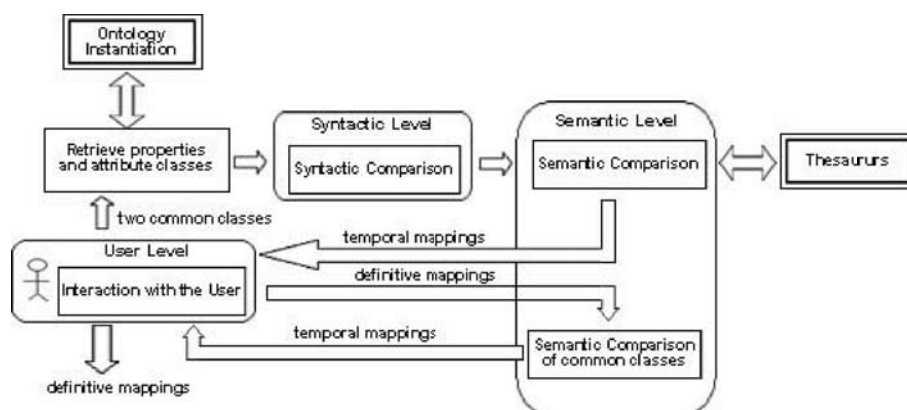 Ontology
Instantiation
Retrieve properties
and attribute classes
Syntactic Level
Syntactic Comparison
Semantic Level
Semantic Comparison
Thesaururs
two common classes
temporal mappings
User Level
Interaction with the User
definitive mappings
temporal mappings
Semantic Comparison
of common classes
definitive mappings